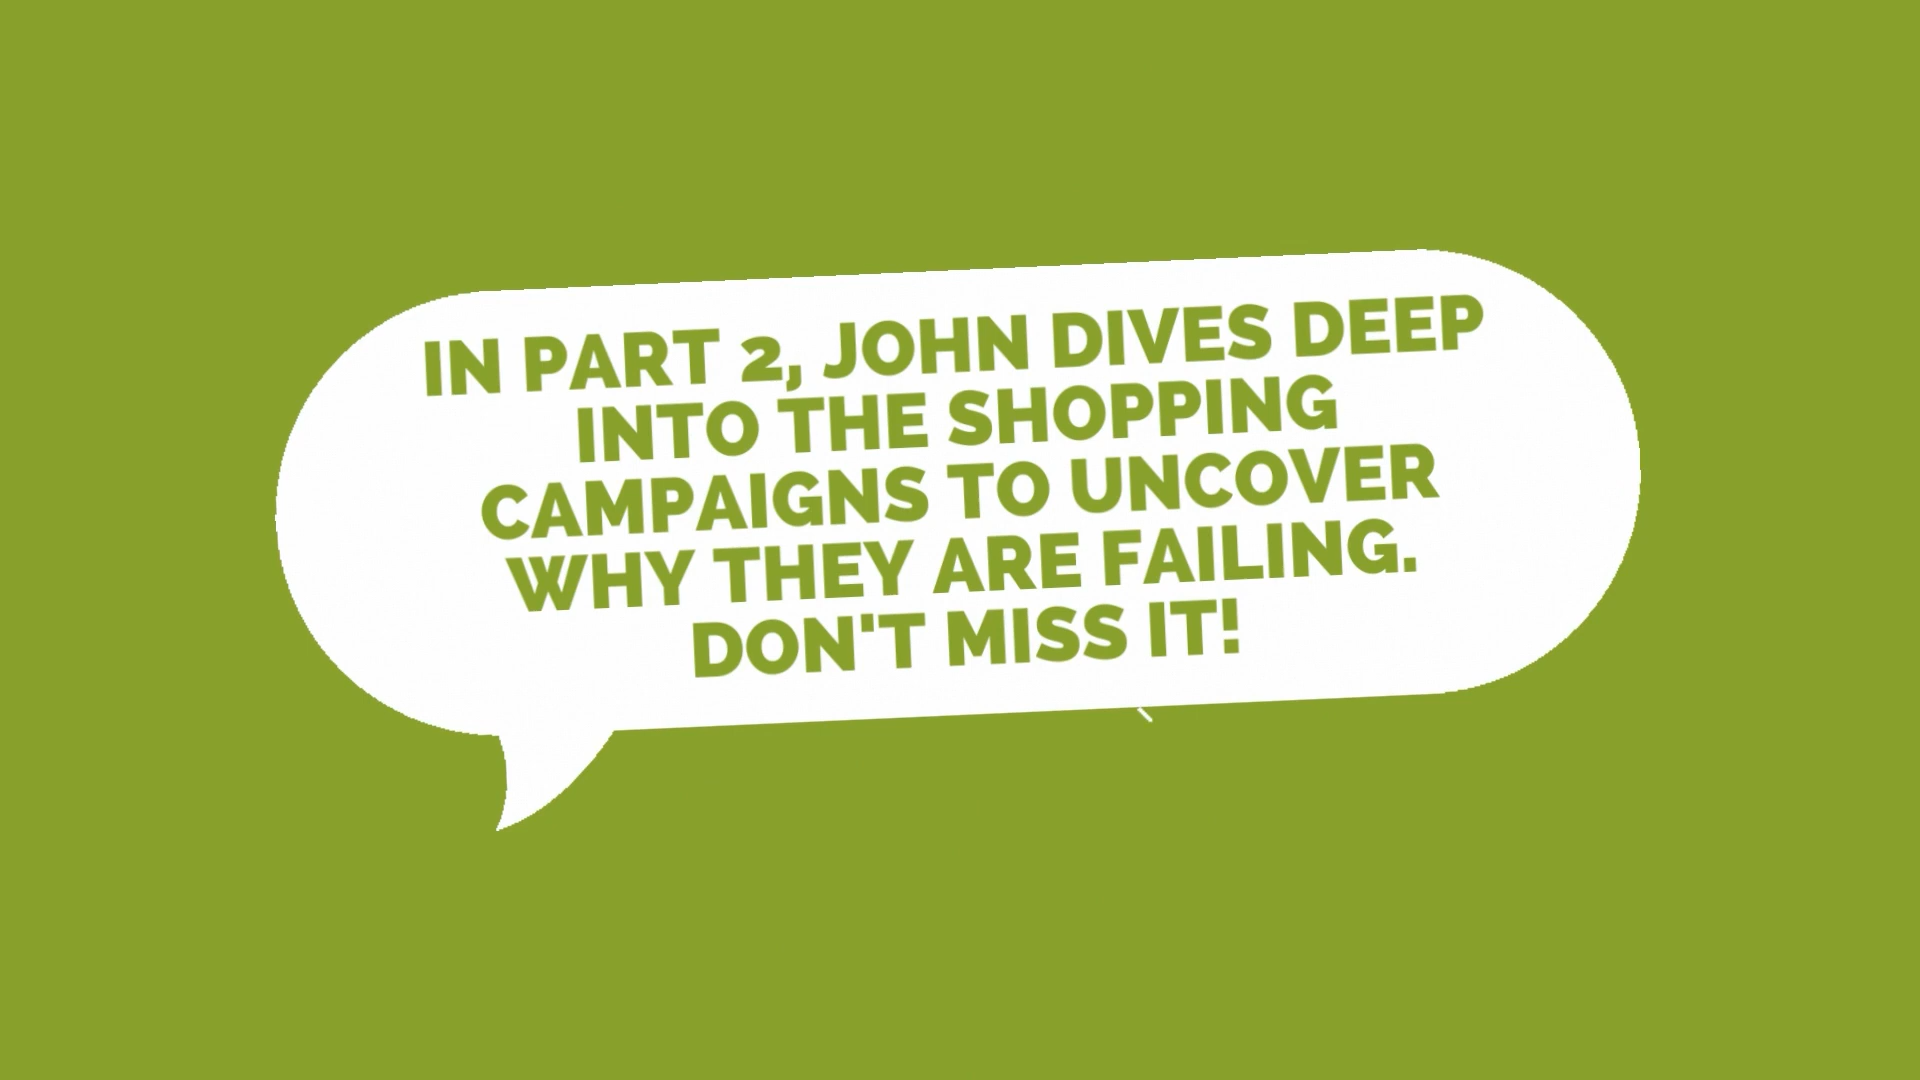 IN PART 2, JOHN DIVES DEEP
INTO THE SHOPPING
CAMPAIGNS TO UNCOVER
WHY THEY ARE FAILING.
DON'T MISS IT!